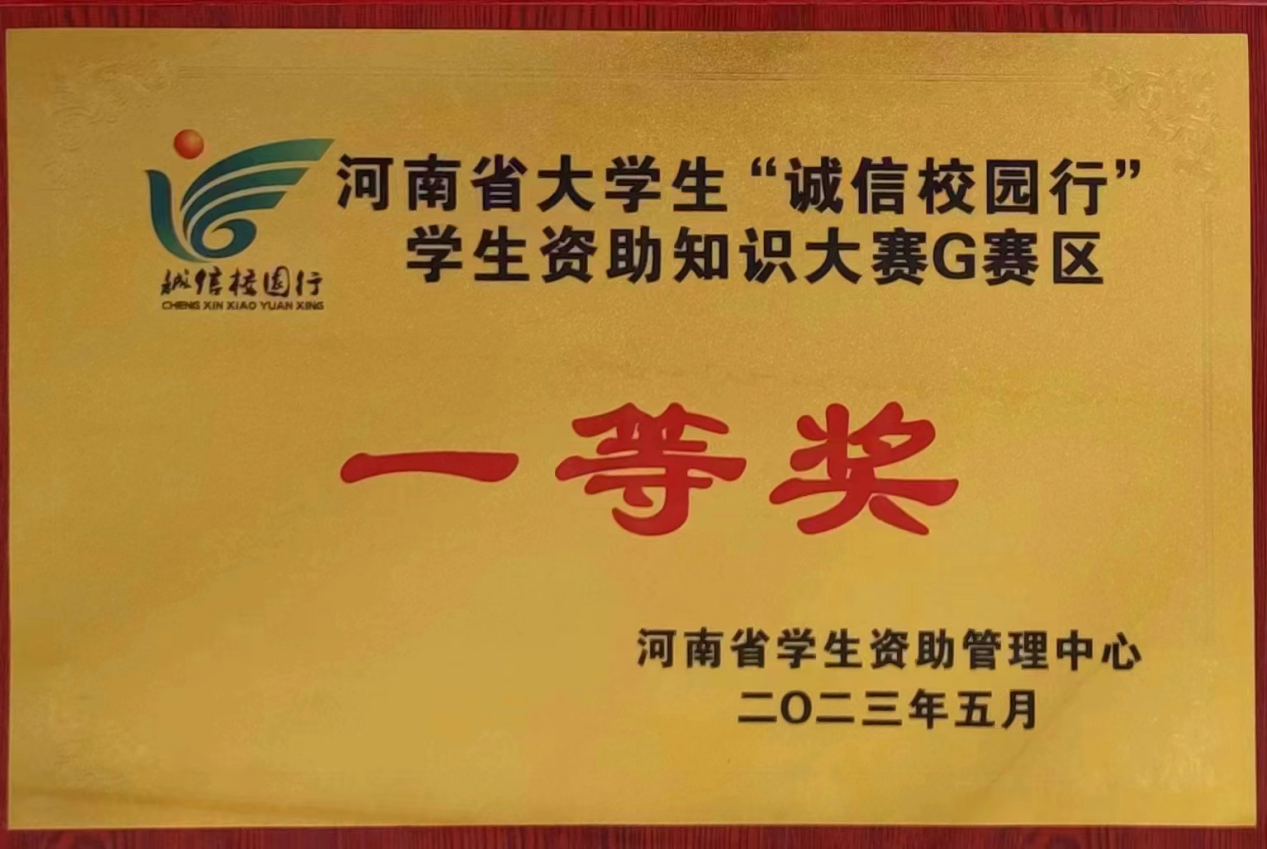 河南省大学生“诚信校园行”
学生资助知识大赛G赛区
誠信校园行
CHENG XIN XIAO YUAN XING
一等奖
河南省学生资助管理中心
二〇二三年五月